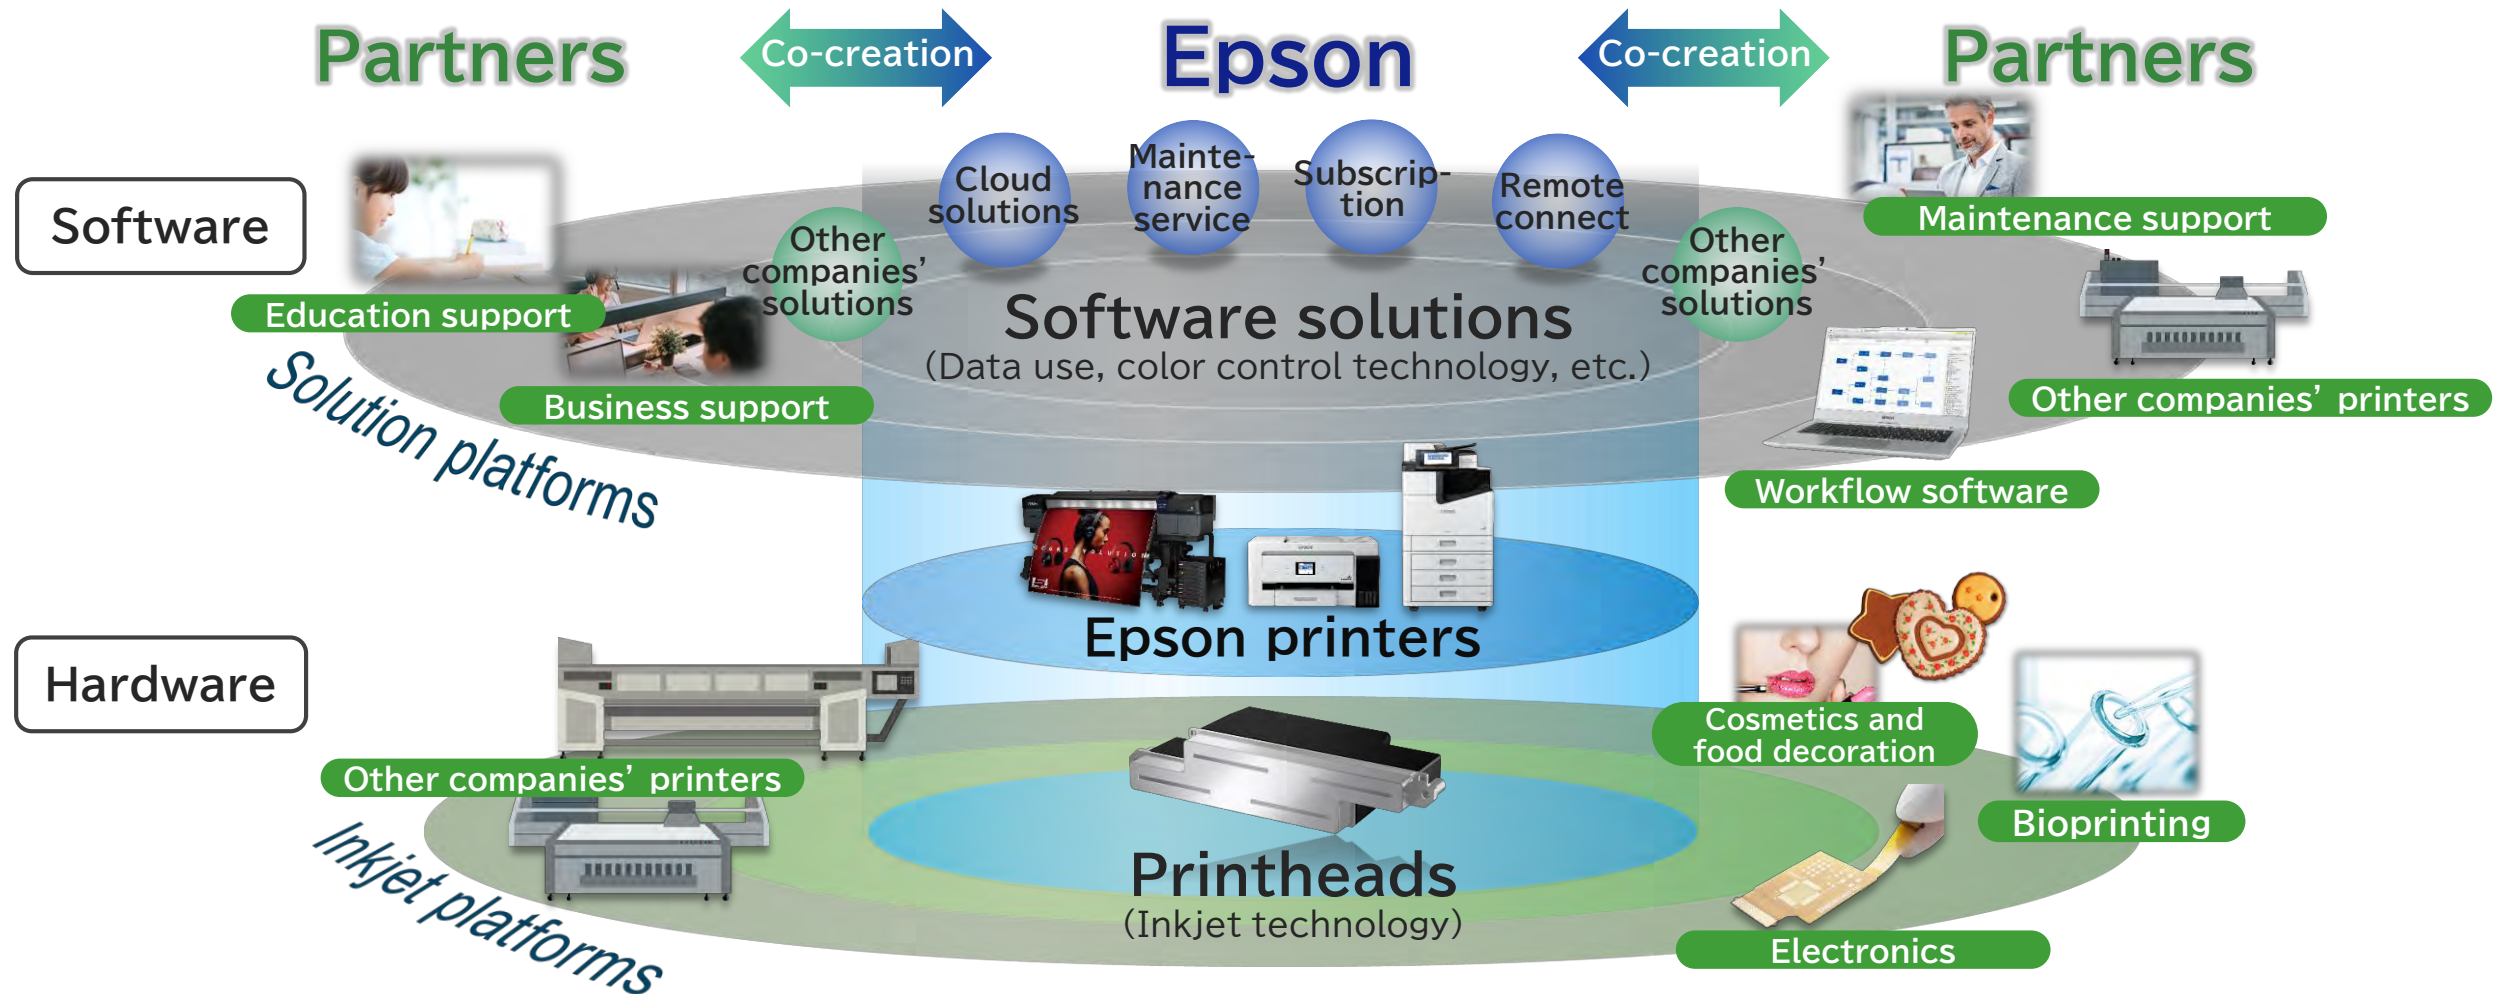 Partners
Co-creation
Epson
Co-creation
Partners
Software
Cloud
solutions
Mainte-
nance
service
Subscrip-
tion
Remote
connect
Other
companies’
solutions
Other
companies’
solutions
Maintenance support
Education support
Business support
Software solutions
(Data use, color control technology, etc.)
Other companies’ printers
Workflow software
Solution platforms
Epson printers
Hardware
Other companies’ printers
Cosmetics and
food decoration
Bioprinting
Printheads
(Inkjet technology)
Electronics
Inkjet platforms